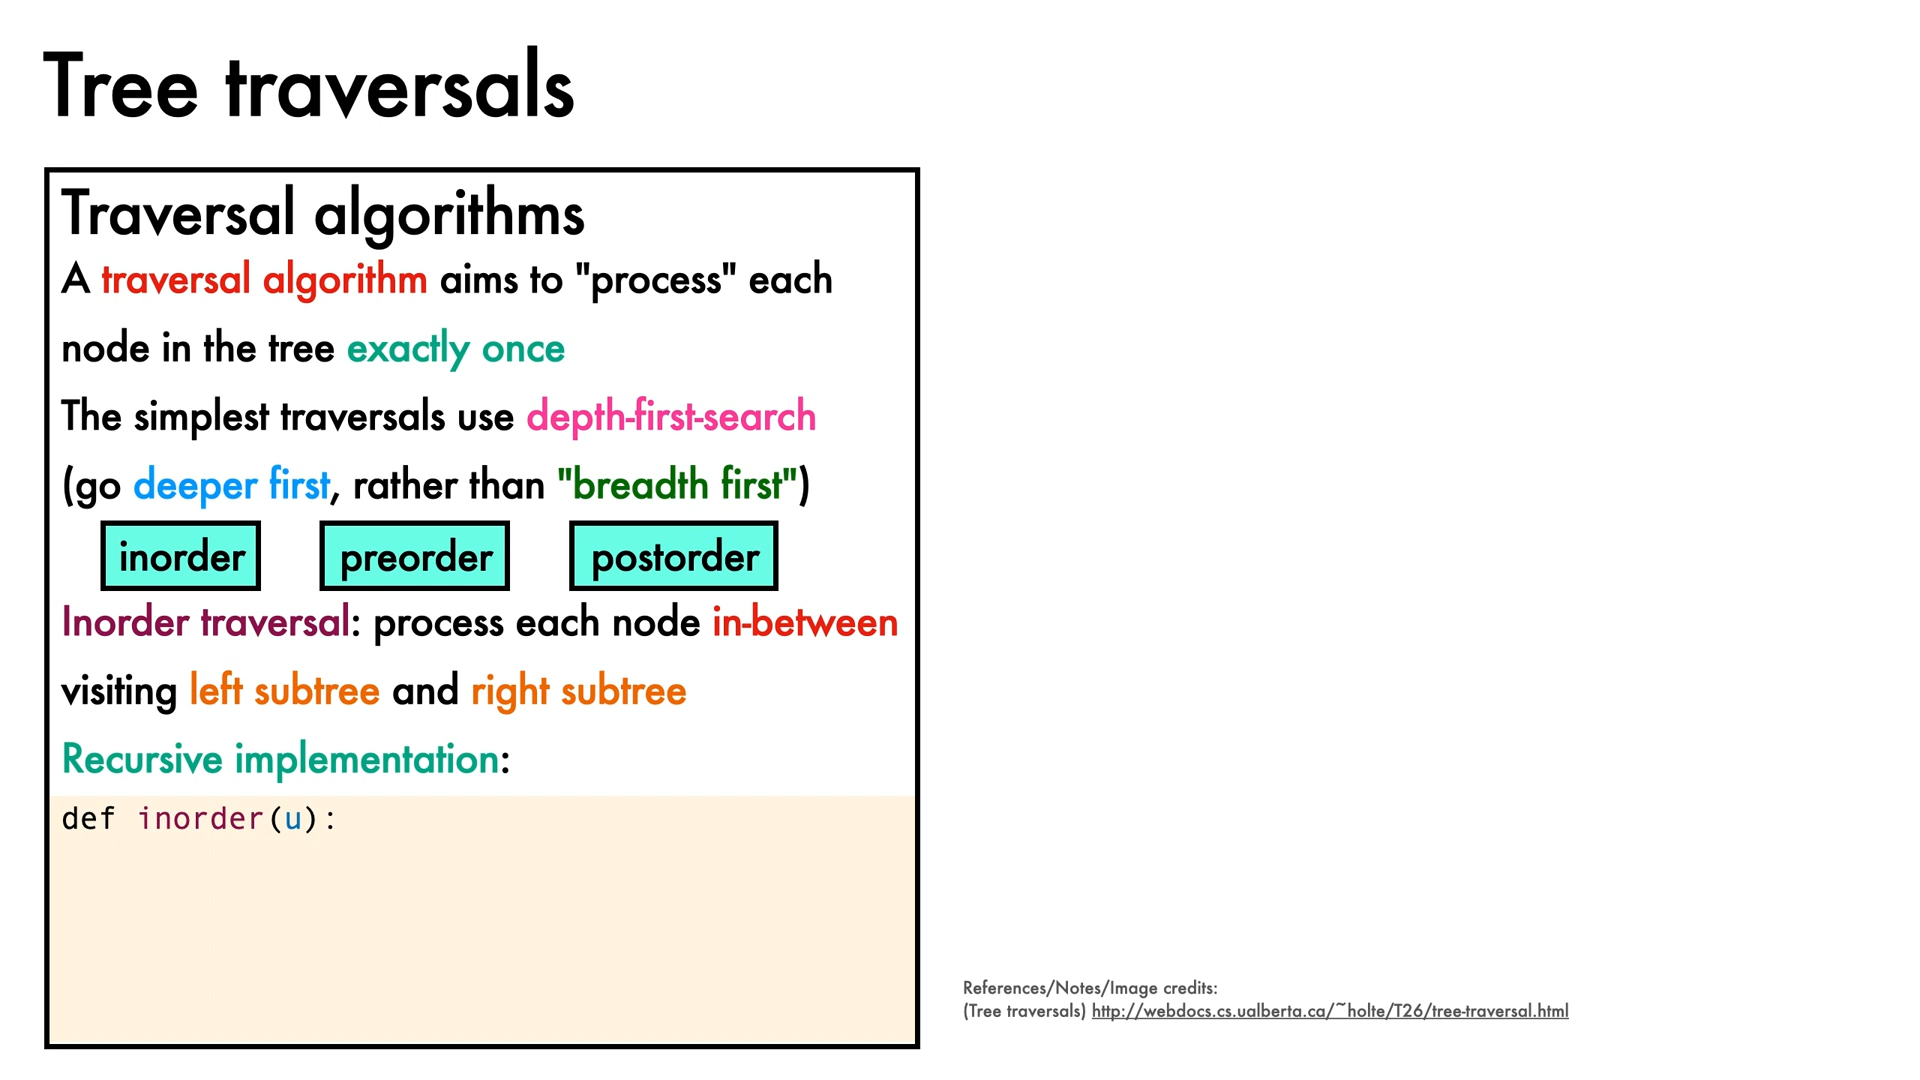 Tree traversals
Traversal algorithms
A traversal algorithm aims to "process" each
node in the tree exactly once
The simplest traversals use depth-first-search
(go deeper first, rather than "breadth first")
inorder preorder postorder
Inorder traversal: process each node in-between
visiting left subtree and right subtree
Recursive implementation:
def inorder(u):
References/Notes/Image credits:
(Tree traversals) http://webdocs.cs.ualberta.ca/~holte/T26/tree-traversal.html